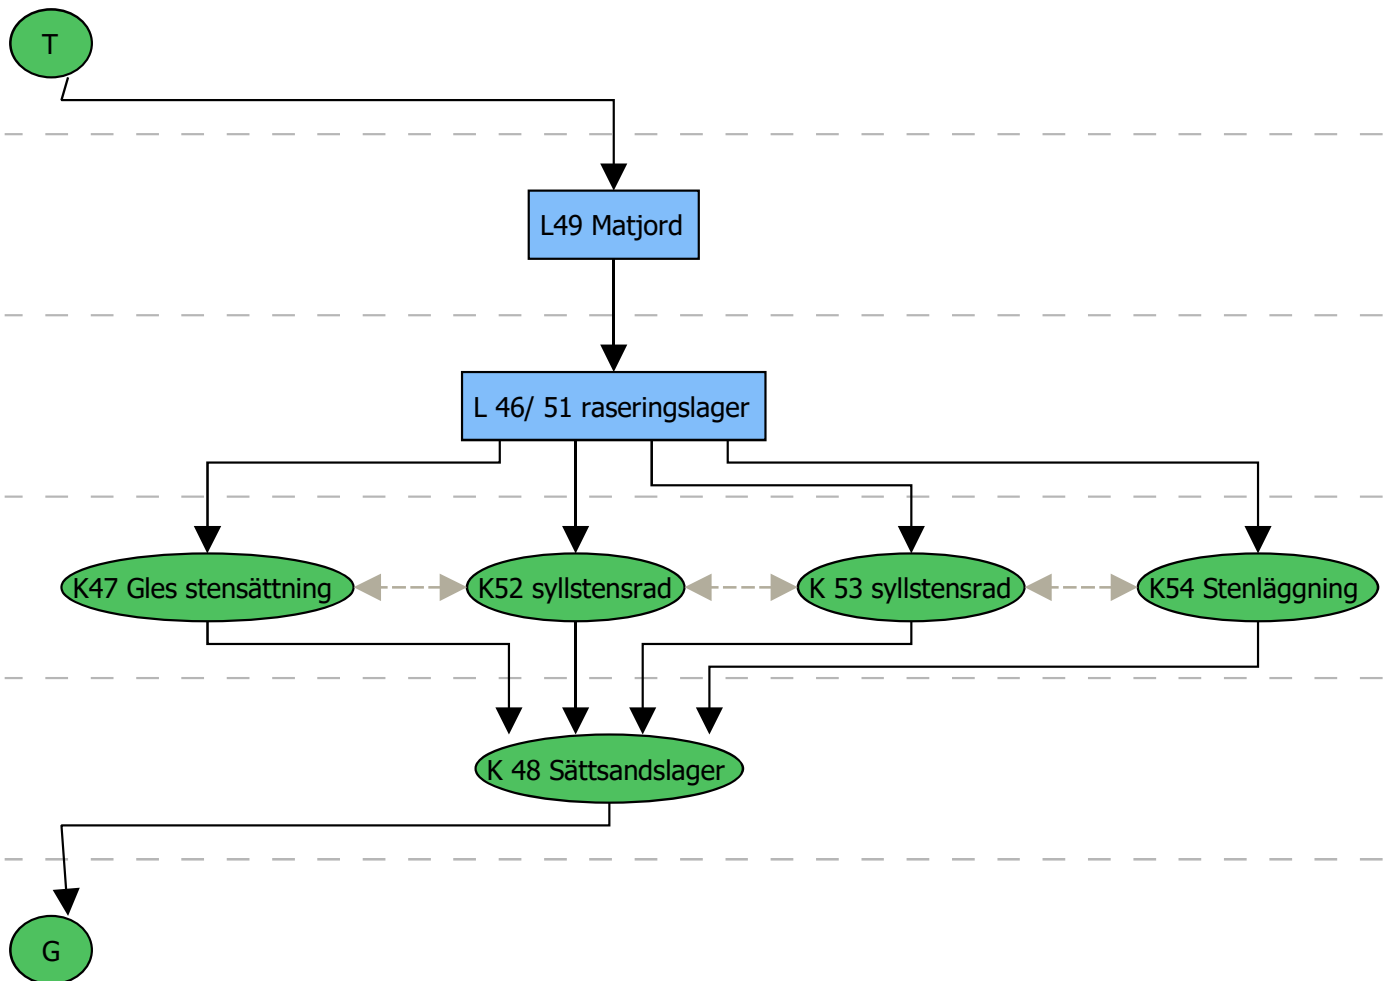 T
L49 Matjord
L 46/ 51 raseringslager
K47 Gles stensättning
K52 syllstensrad
K 53 syllstensrad
K54 Stenläggning
K 48 Sättsandslager
G